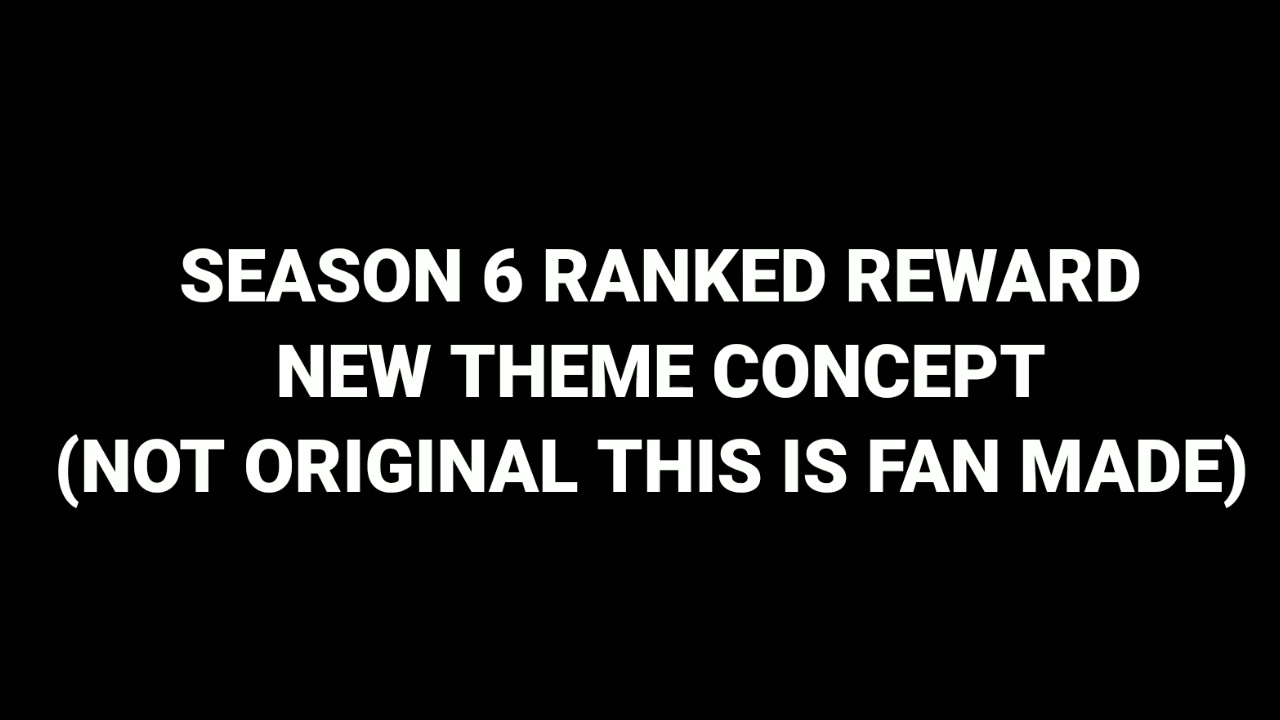 SEASON 6 RANKED REWARD
NEW THEME CONCEPT
(NOT ORIGINAL THIS IS FAN MADE)